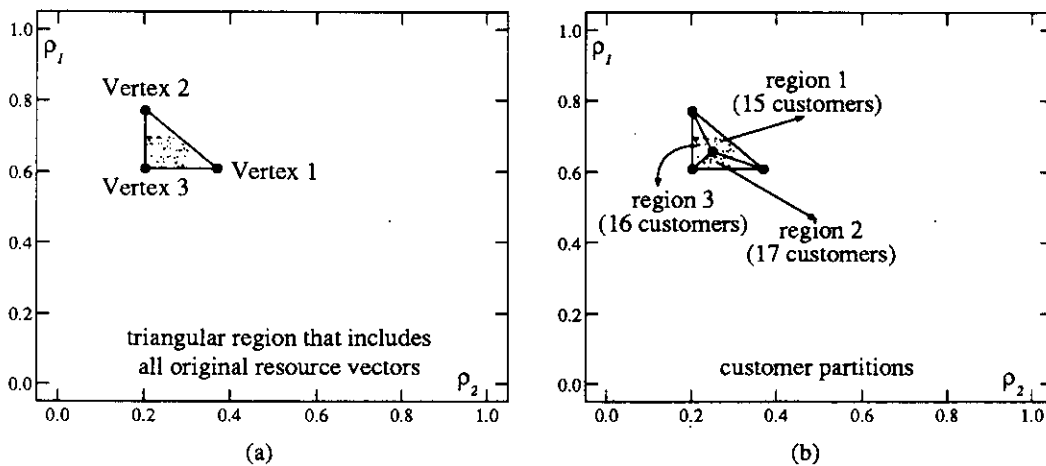 1.0
ρ1
0.8
Vertex 2
0.6
Vertex 3
Vertex 1
0.4
0.2
triangular region that includes
all original resource vectors
0.0
ρ2
0.0 0.2 0.4 0.6 0.8 1.0
(a)
1.0
ρ1
region 1
(15 customers)
0.8
0.6
region 3
(16 customers)
region 2
(17 customers)
0.4
0.2
customer partitions
0.0
ρ2
0.0 0.2 0.4 0.6 0.8 1.0
(b)